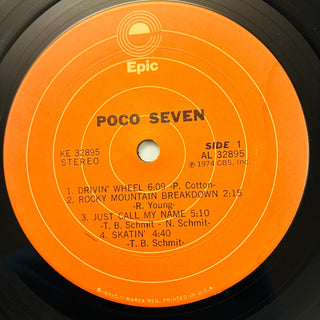 Epic
POCO SEVEN
KE 32895
STEREO
SIDE 1
AL 32895
℗ 1974 CBS, Inc.
1. DRIVIN' WHEEL 6:09 -P. Cotton-
2. ROCKY MOUNTAIN BREAKDOWN 2:15
-R. Young-
3. JUST CALL MY NAME 5:10
-T. B. Schmit - N. Schmit-
4. SKATIN' 4:40
-T. B. Schmit-
MARCA REG. PRINTED IN U.S.A.